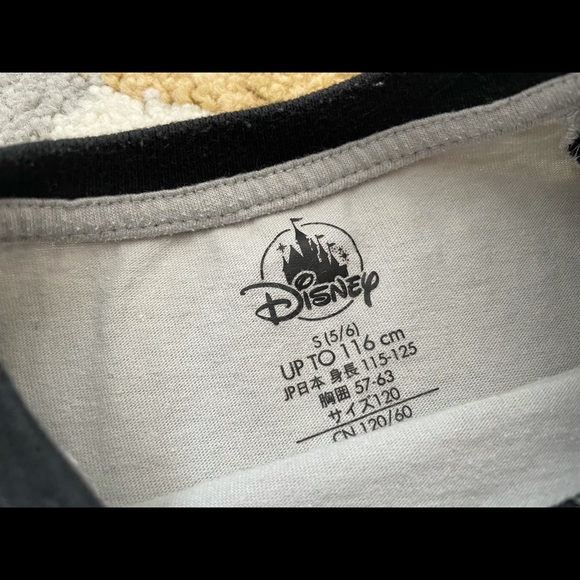 Disney
S (5/6)
UP TO 116 cm
JP日本 身長 115-125
胸囲 57-63
サイズ120
CN 120/60